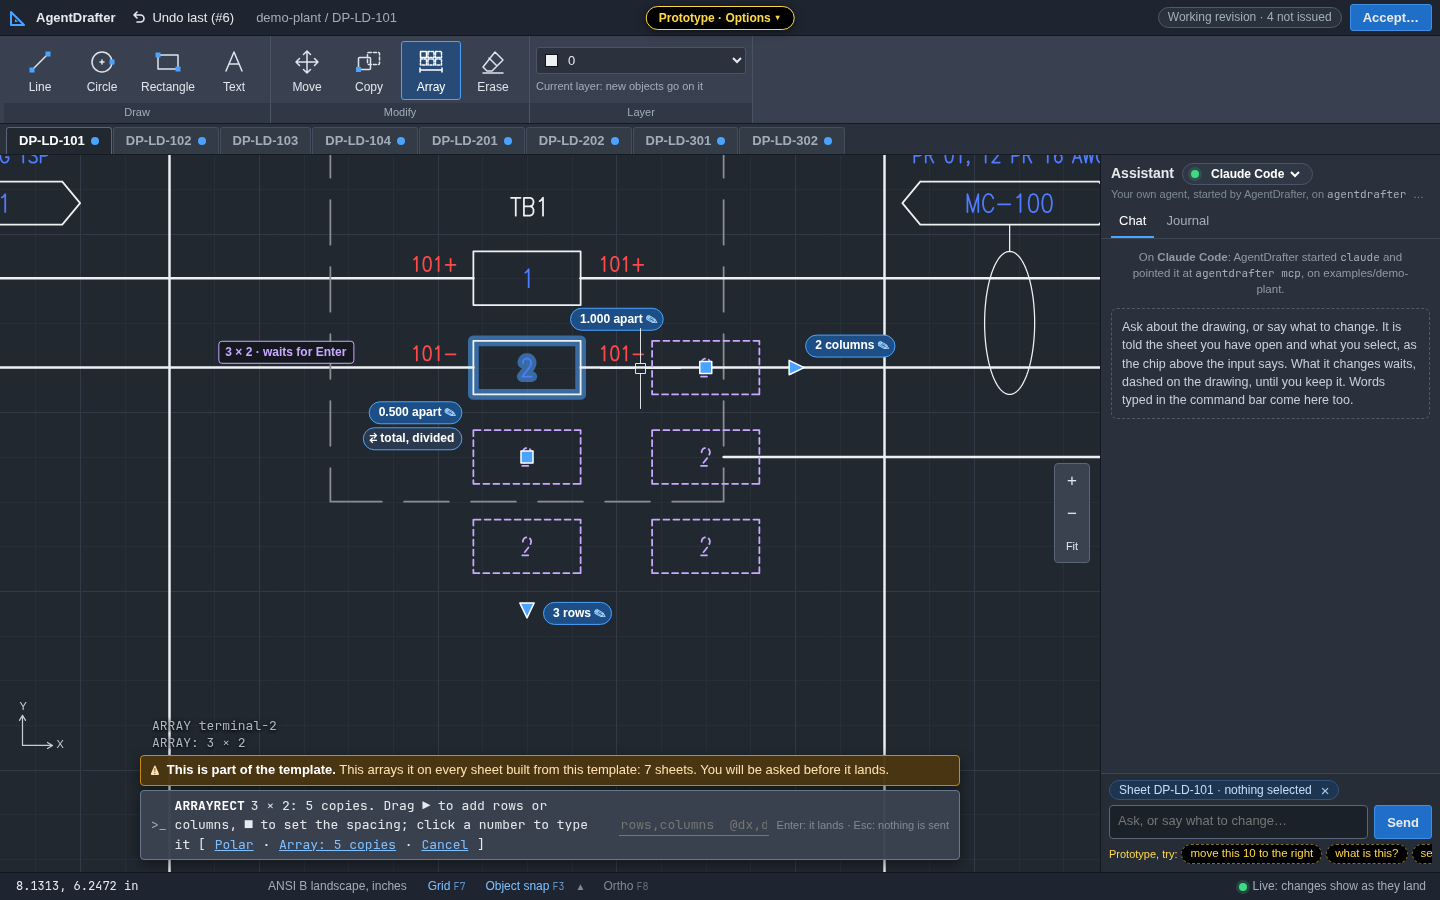 AgentDrafter
Undo last (#6)
demo-plant / DP-LD-101
Prototype · Options ▾
Working revision · 4 not issued
Accept…
Line
Circle
Rectangle
Text
Move
Copy
Array
Erase
0
Current layer: new objects go on it
Draw
Modify
Layer
DP-LD-101
DP-LD-102
DP-LD-103
DP-LD-104
DP-LD-201
DP-LD-202
DP-LD-301
DP-LD-302
TB1
MC-100
1
101+
1
101+
1.000 apart
3 × 2 · waits for Enter
101-
2
101-
2 columns
0.500 apart
⇄ total, divided
2
2
2
3 rows
+
−
Fit
Y
X
ARRAY terminal-2
ARRAY: 3 × 2
This is part of the template. This arrays it on every sheet built from this template: 7 sheets. You will be asked before it lands.
>_ ARRAYRECT 3 × 2: 5 copies. Drag ▶ to add rows or
columns, ■ to set the spacing; click a number to type
it [ Polar · Array: 5 copies · Cancel ]
rows,columns @dx,d
Enter: it lands · Esc: nothing is sent
Assistant
Claude Code
Your own agent, started by AgentDrafter, on agentdrafter …
Chat
Journal
On Claude Code: AgentDrafter started claude and
pointed it at agentdrafter mcp, on examples/demo-
plant.
Ask about the drawing, or say what to change. It is
told the sheet you have open and what you select, as
the chip above the input says. What it changes waits,
dashed on the drawing, until you keep it. Words
typed in the command bar come here too.
Sheet DP-LD-101 · nothing selected ×
Ask, or say what to change…
Send
Prototype, try:
move this 10 to the right
what is this?
8.1313, 6.2472 in
ANSI B landscape, inches
Grid F7
Object snap F3
▲
Ortho F8
Live: changes show as they land